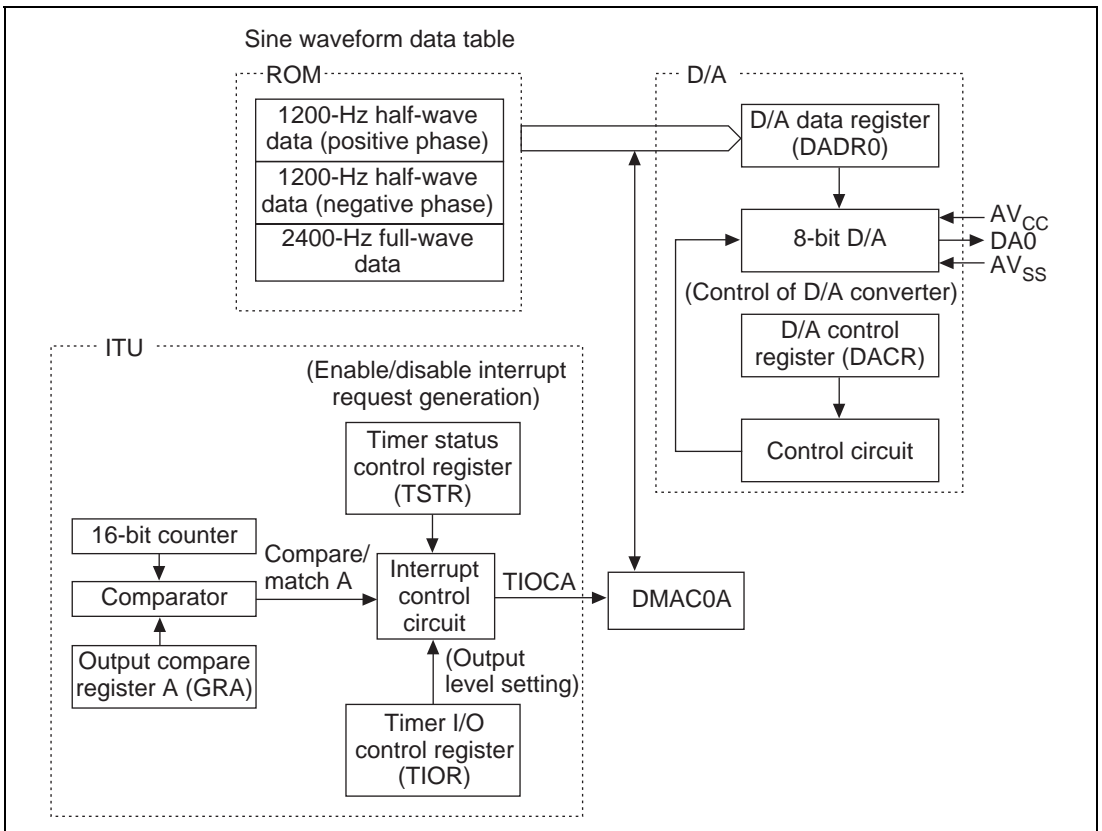 Sine waveform data table
ROM
1200-Hz half-wave
data (positive phase)
1200-Hz half-wave
data (negative phase)
2400-Hz full-wave
data
D/A
D/A data register
(DADR0)
8-bit D/A
AVCC
DA0
AVSS
(Control of D/A converter)
D/A control
register (DACR)
Control circuit
ITU
(Enable/disable interrupt
request generation)
Timer status
control register
(TSTR)
16-bit counter
Comparator
Output compare
register A (GRA)
Compare/
match A
Interrupt
control
circuit
TIOCA
DMAC0A
(Output
level setting)
Timer I/O
control register
(TIOR)